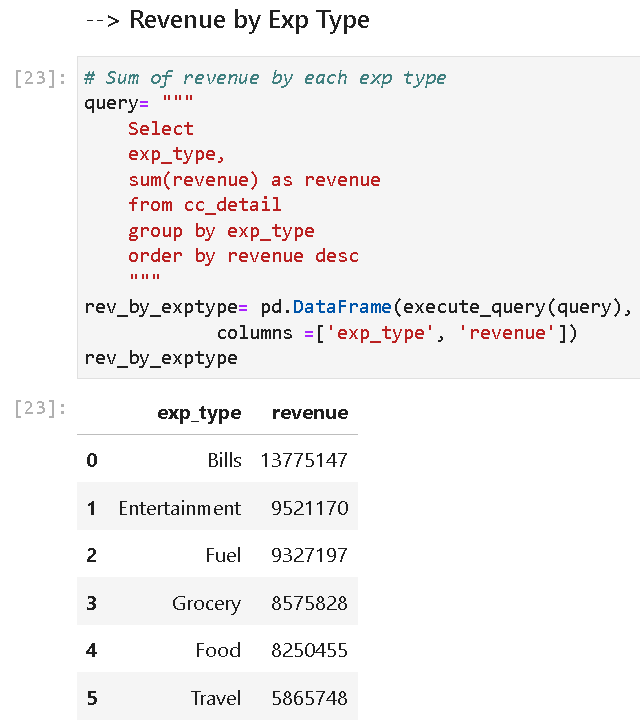 --> Revenue by Exp Type
[23]: # Sum of revenue by each exp type
query= """
Select
exp_type,
sum(revenue) as revenue
from cc_detail
group by exp_type
order by revenue desc
"""
rev_by_exptype= pd.DataFrame(execute_query(query),
columns =['exp_type', 'revenue'])
rev_by_exptype
[23]: exp_type revenue
0 Bills 13775147
1 Entertainment 9521170
2 Fuel 9327197
3 Grocery 8575828
4 Food 8250455
5 Travel 5865748